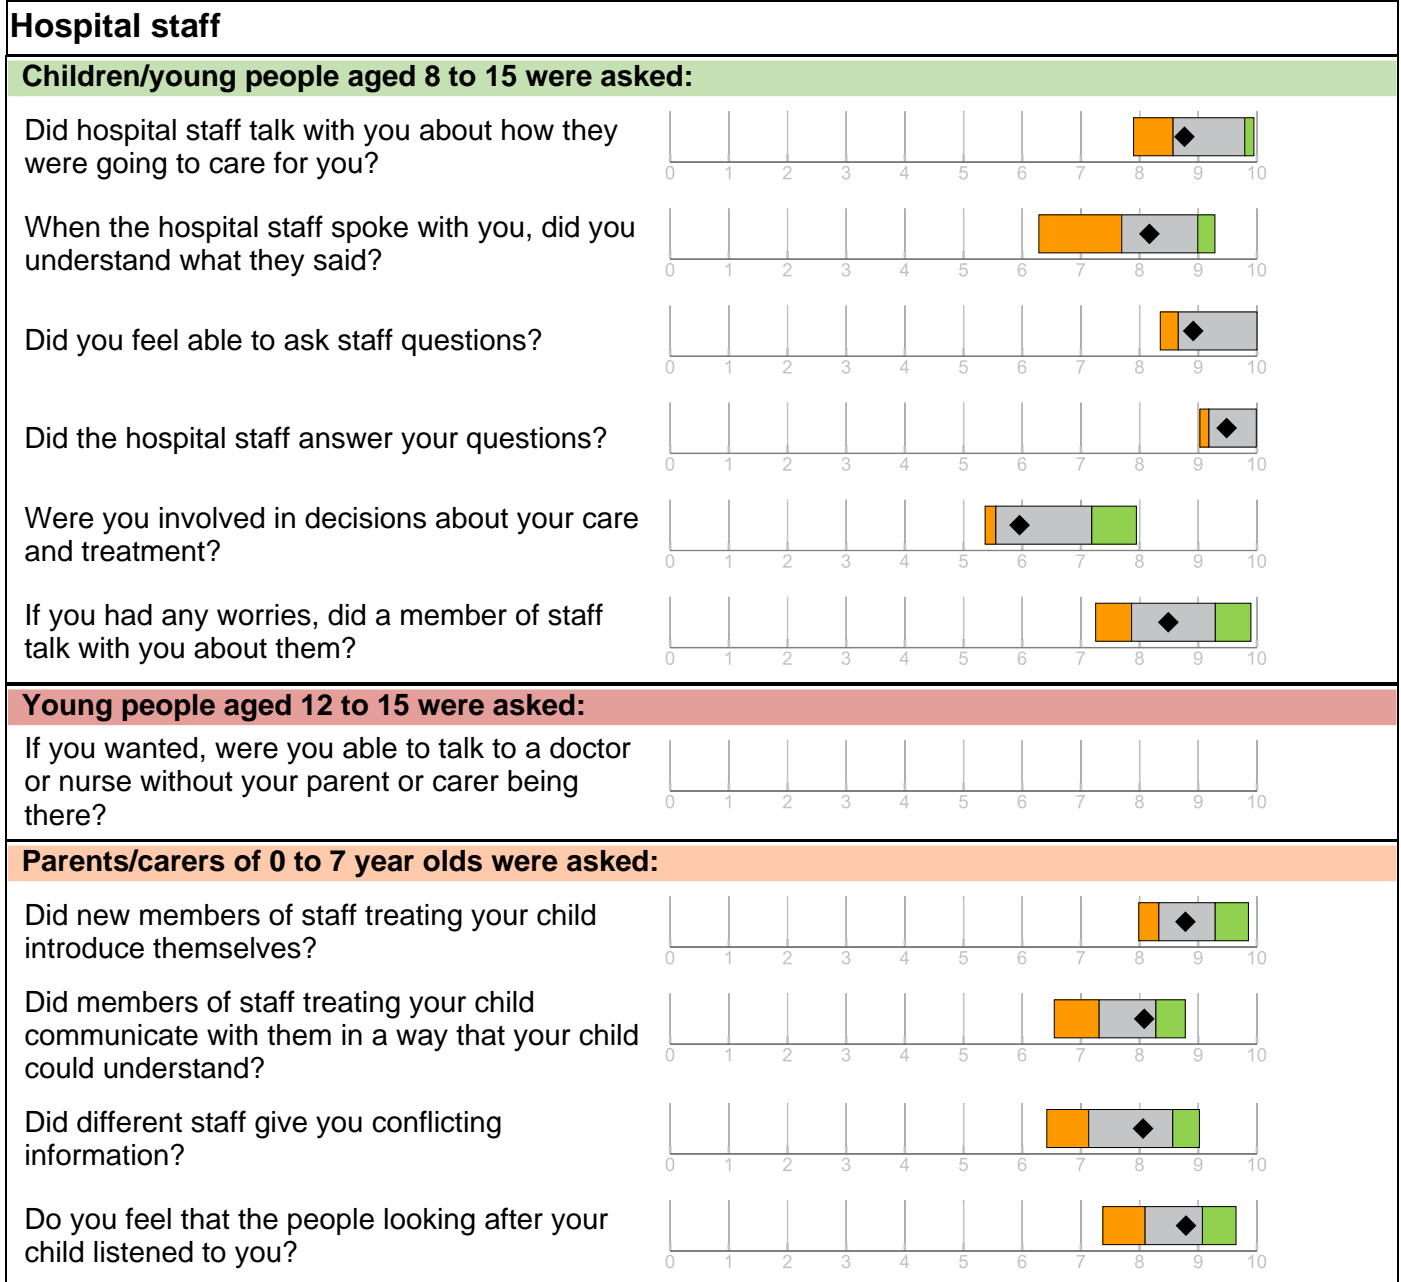 Hospital staff
Children/young people aged 8 to 15 were asked:
Did hospital staff talk with you about how they
were going to care for you?
0 1 2 3 4 5 6 7 8 9 10
When the hospital staff spoke with you, did you
understand what they said?
0 1 2 3 4 5 6 7 8 9 10
Did you feel able to ask staff questions?
0 1 2 3 4 5 6 7 8 9 10
Did the hospital staff answer your questions?
0 1 2 3 4 5 6 7 8 9 10
Were you involved in decisions about your care
and treatment?
0 1 2 3 4 5 6 7 8 9 10
If you had any worries, did a member of staff
talk with you about them?
0 1 2 3 4 5 6 7 8 9 10
Young people aged 12 to 15 were asked:
If you wanted, were you able to talk to a doctor
or nurse without your parent or carer being
there?
0 1 2 3 4 5 6 7 8 9 10
Parents/carers of 0 to 7 year olds were asked:
Did new members of staff treating your child
introduce themselves?
0 1 2 3 4 5 6 7 8 9 10
Did members of staff treating your child
communicate with them in a way that your child
could understand?
0 1 2 3 4 5 6 7 8 9 10
Did different staff give you conflicting
information?
0 1 2 3 4 5 6 7 8 9 10
Do you feel that the people looking after your
child listened to you?
0 1 2 3 4 5 6 7 8 9 10